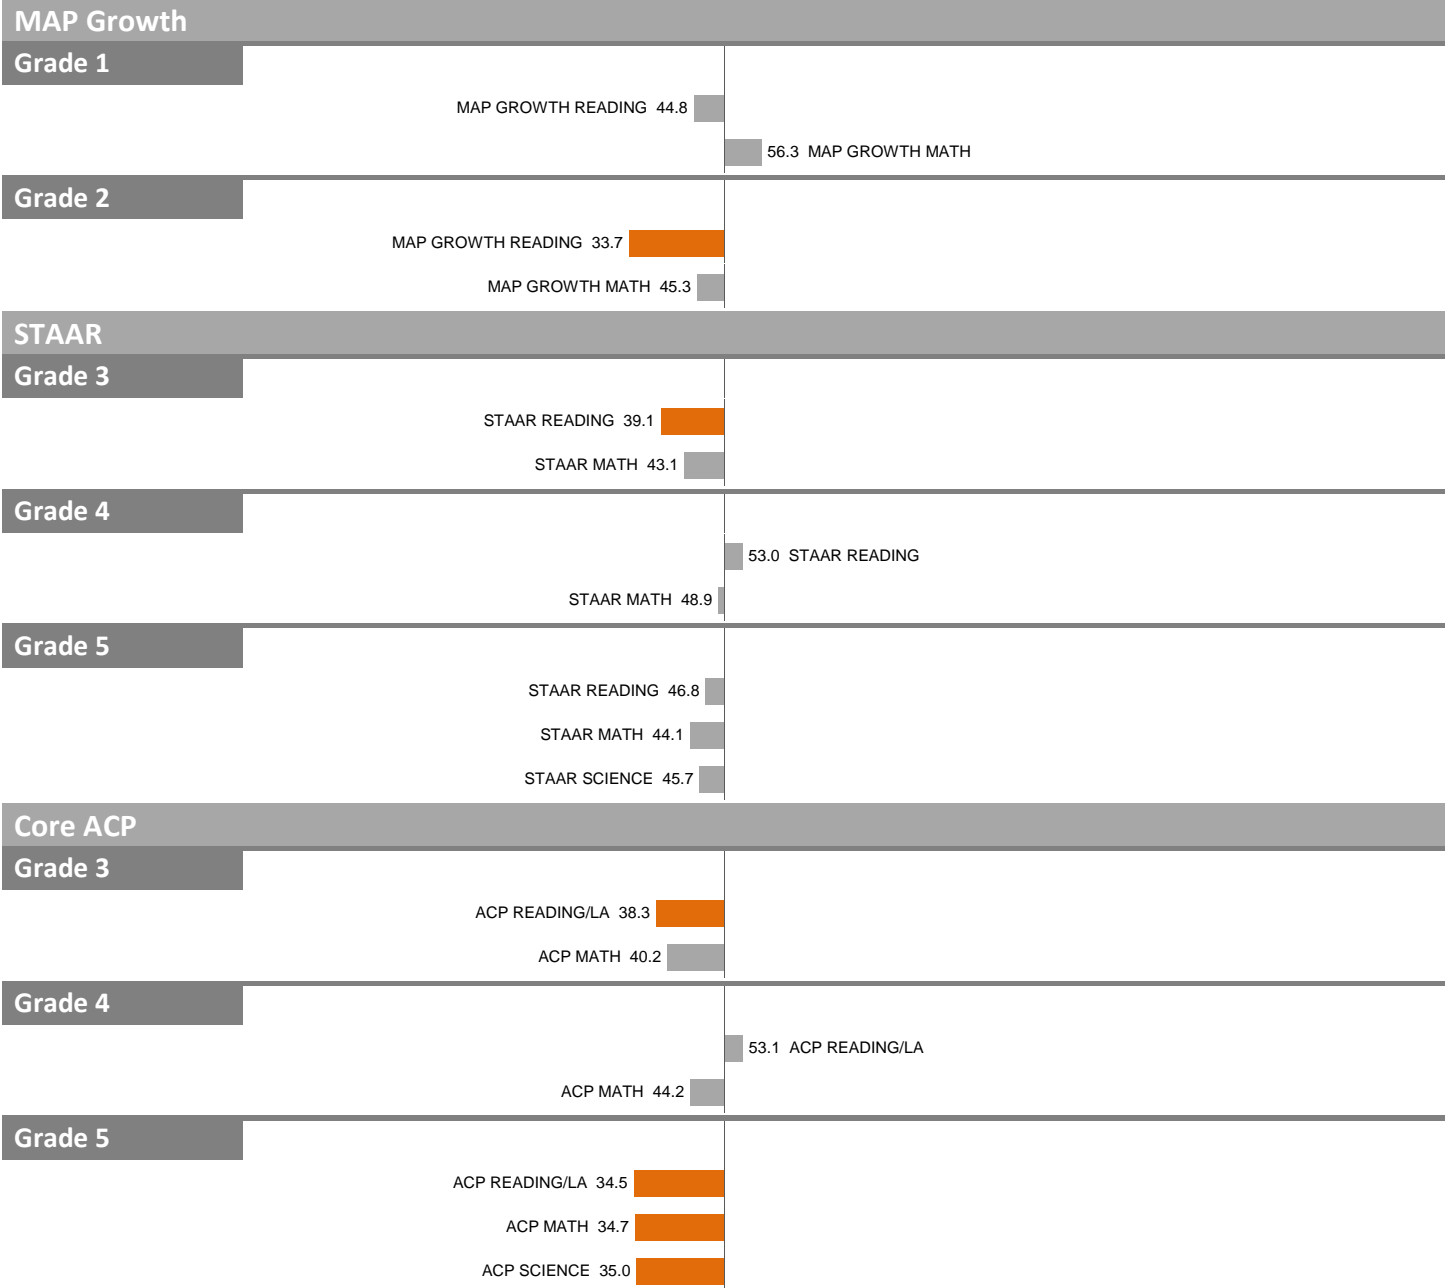 MAP Growth
Grade 1
MAP GROWTH READING 44.8
56.3 MAP GROWTH MATH
Grade 2
MAP GROWTH READING 33.7
MAP GROWTH MATH 45.3
STAAR
Grade 3
STAAR READING 39.1
STAAR MATH 43.1
Grade 4
53.0 STAAR READING
STAAR MATH 48.9
Grade 5
STAAR READING 46.8
STAAR MATH 44.1
STAAR SCIENCE 45.7
Core ACP
Grade 3
ACP READING/LA 38.3
ACP MATH 40.2
Grade 4
53.1 ACP READING/LA
ACP MATH 44.2
Grade 5
ACP READING/LA 34.5
ACP MATH 34.7
ACP SCIENCE 35.0